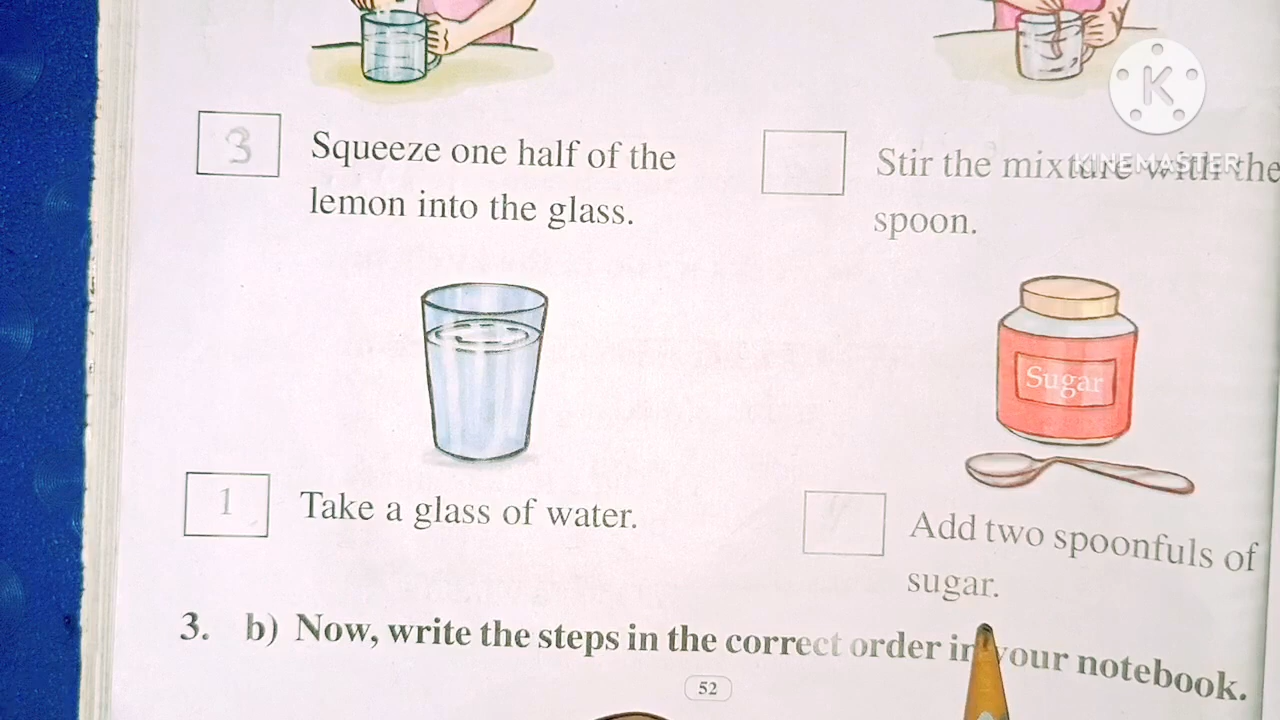 3
Squeeze one half of the
lemon into the glass.
Stir the mixture with the
spoon.
K
KINEMASTER
Sugar
1
Take a glass of water.
Add two spoonfuls of
sugar.
3. b) Now, write the steps in the correct order in your notebook.
52